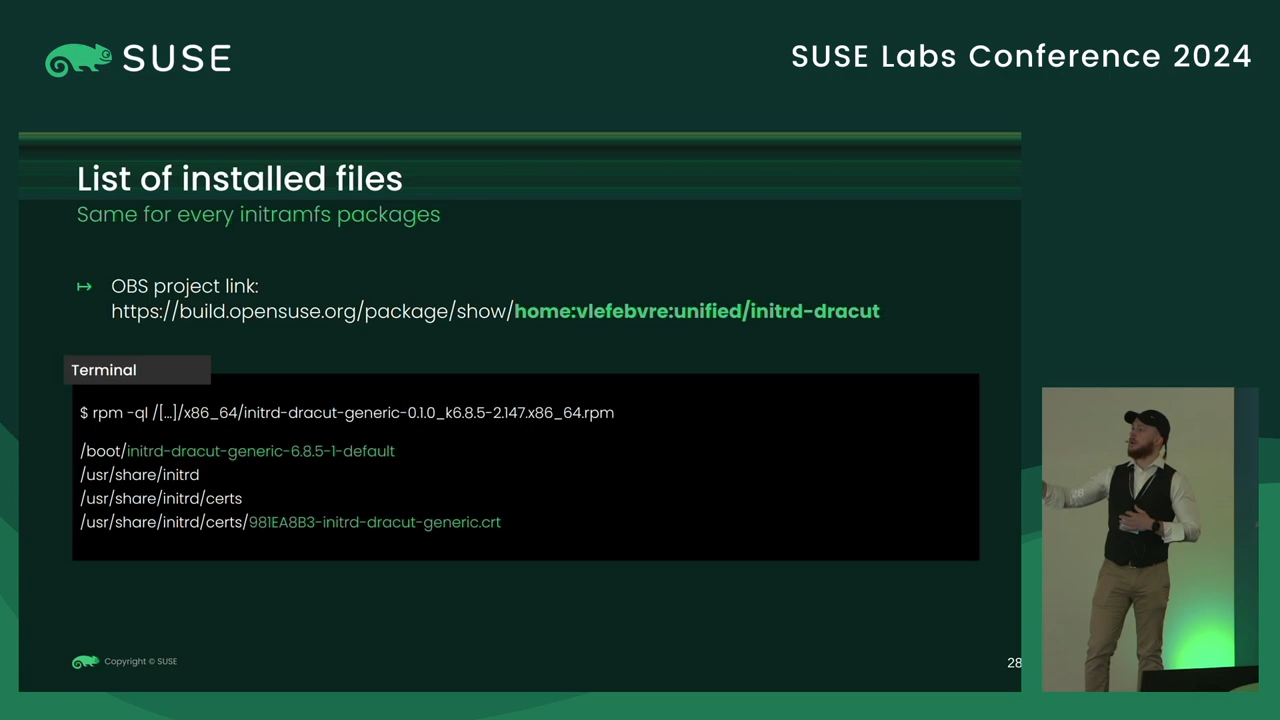 SUSE
SUSE Labs Conference 2024
List of installed files
Same for every initramfs packages
↦ OBS project link:
https://build.opensuse.org/package/show/home:vlefebvre:unified/initrd-dracut
Terminal
$ rpm -ql /[...]/x86_64/initrd-dracut-generic-0.1.0_k6.8.5-2.147.x86_64.rpm
/boot/initrd-dracut-generic-6.8.5-1-default
/usr/share/initrd
/usr/share/initrd/certs
/usr/share/initrd/certs/981EA8B3-initrd-dracut-generic.crt
Copyright © SUSE
28
28